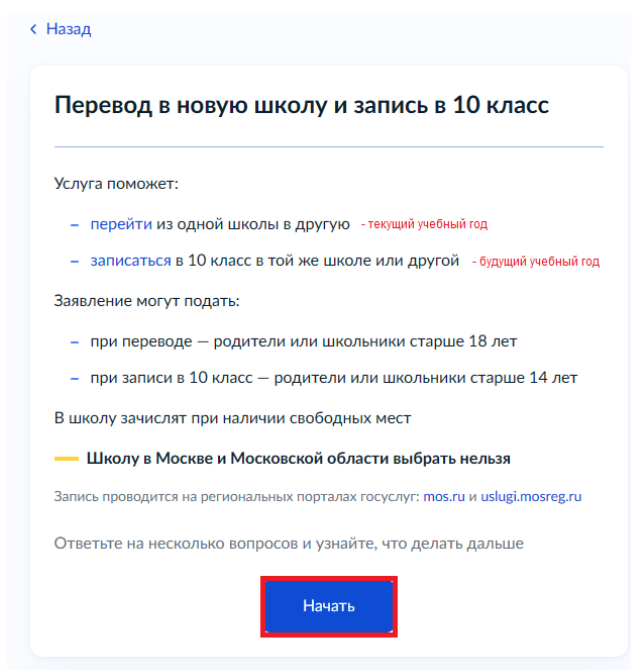 Назад
Перевод в новую школу и запись в 10 класс
Услуга поможет:
– перейти из одной школы в другую - текущий учебный год
– записаться в 10 класс в той же школе или другой - будущий учебный год
Заявление могут подать:
– при переводе — родители или школьники старше 18 лет
– при записи в 10 класс — родители или школьники старше 14 лет
В школу зачислят при наличии свободных мест
Школу в Москве и Московской области выбрать нельзя
Запись проводится на региональных порталах госуслуг: mos.ru и uslugi.mosreg.ru
Ответьте на несколько вопросов и узнайте, что делать дальше
Начать